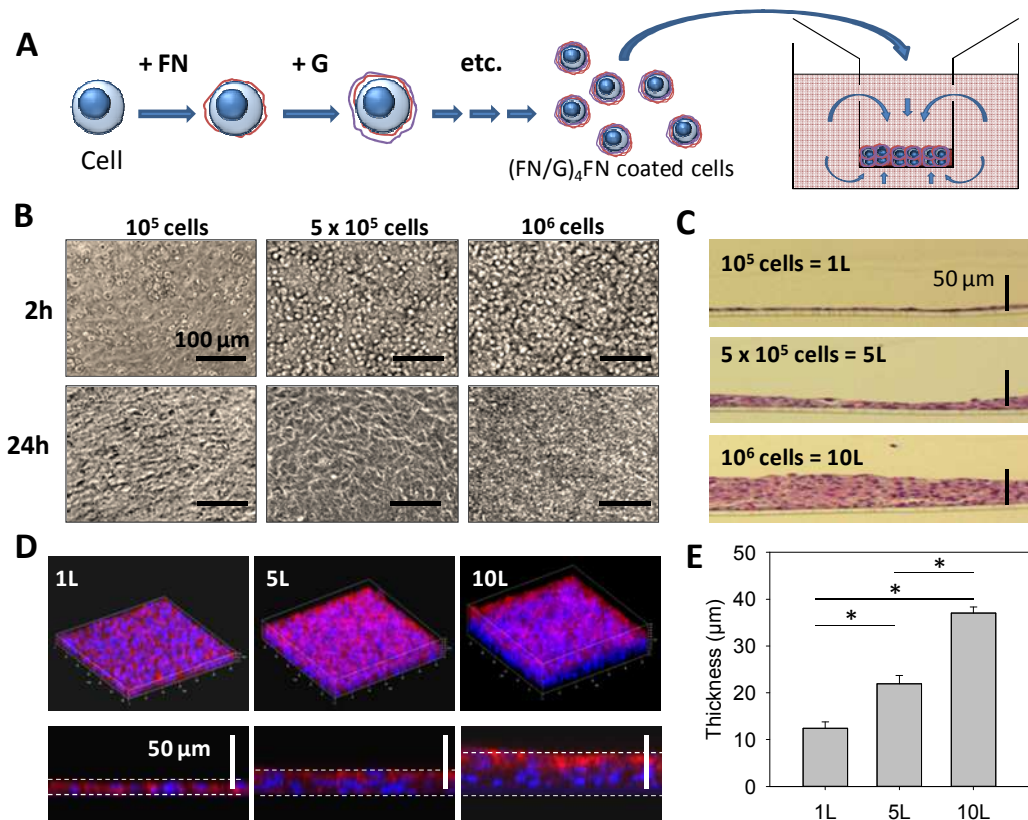 A
+ FN
+ G
etc.
Cell
(FN/G)₄FN coated cells
B
10⁵ cells
5 x 10⁵ cells
10⁶ cells
2h
100 µm
24h
C
10⁵ cells = 1L
50 µm
5 x 10⁵ cells = 5L
10⁶ cells = 10L
D
1L
5L
10L
50 µm
E
Thickness (µm)
50
40
30
20
10
0
*
*
*
1L
5L
10L